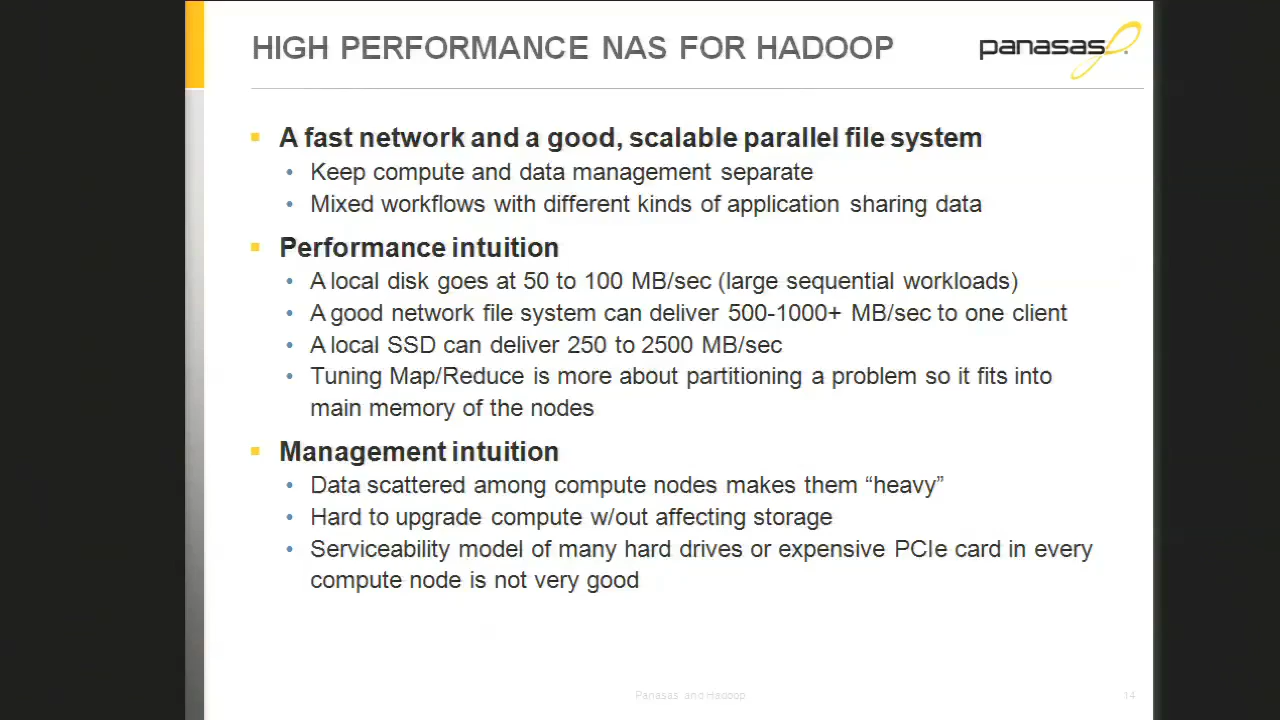 HIGH PERFORMANCE NAS FOR HADOOP
panasas
A fast network and a good, scalable parallel file system
Keep compute and data management separate
Mixed workflows with different kinds of application sharing data
Performance intuition
A local disk goes at 50 to 100 MB/sec (large sequential workloads)
A good network file system can deliver 500-1000+ MB/sec to one client
A local SSD can deliver 250 to 2500 MB/sec
Tuning Map/Reduce is more about partitioning a problem so it fits into
main memory of the nodes
Management intuition
Data scattered among compute nodes makes them “heavy”
Hard to upgrade compute w/out affecting storage
Serviceability model of many hard drives or expensive PCIe card in every
compute node is not very good
Panasas and Hadoop
14